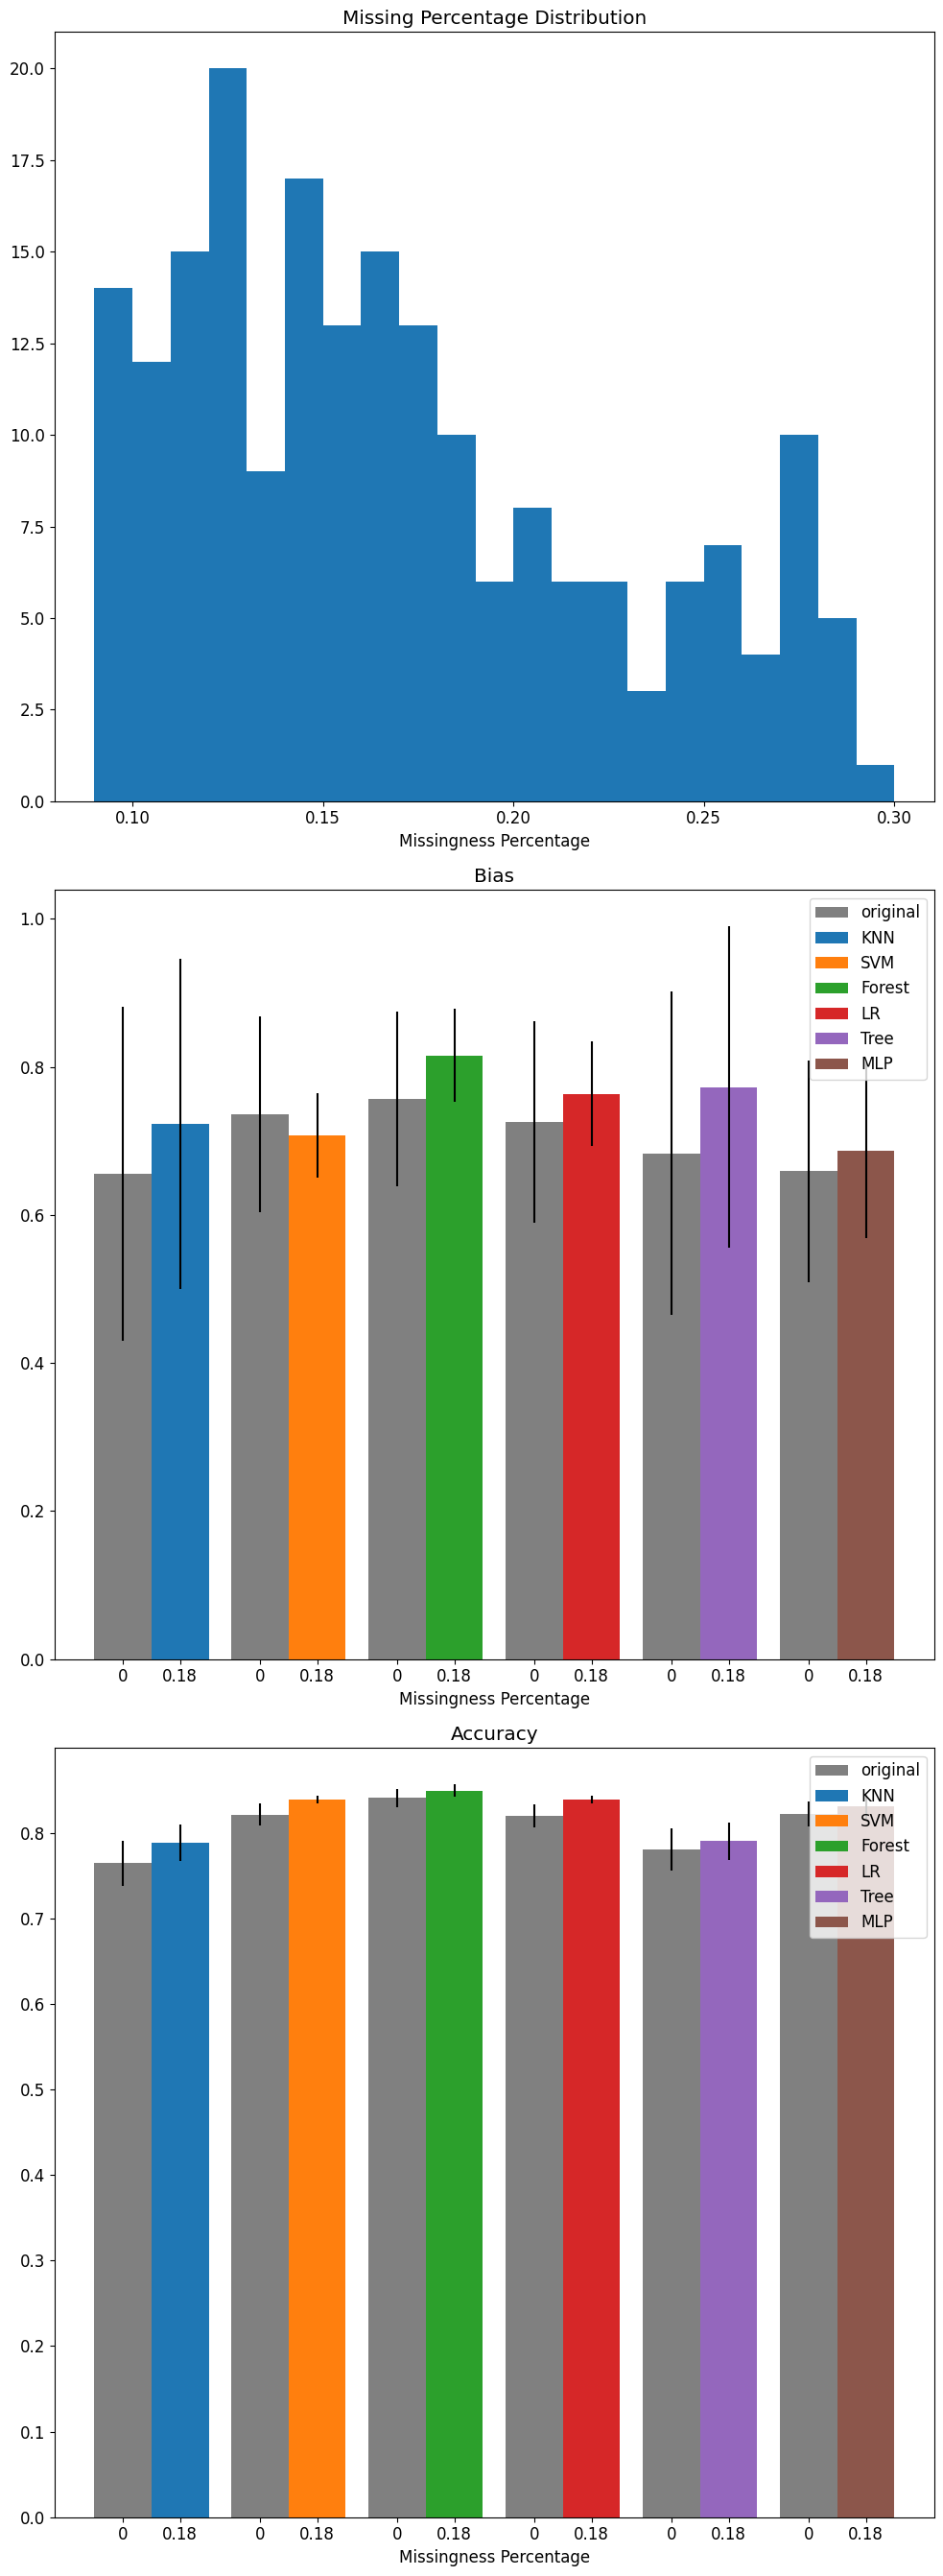 Missing Percentage Distribution
20.0
17.5
15.0
12.5
10.0
7.5
5.0
2.5
0.0
0.10 0.15 0.20 0.25 0.30
Missingness Percentage
Bias
1.0
0.8
0.6
0.4
0.2
0.0
original
KNN
SVM
Forest
LR
Tree
MLP
0 0.18 0 0.18 0 0.18 0 0.18 0 0.18 0 0.18
Missingness Percentage
Accuracy
0.8
0.7
0.6
0.5
0.4
0.3
0.2
0.1
0.0
original
KNN
SVM
Forest
LR
Tree
MLP
0 0.18 0 0.18 0 0.18 0 0.18 0 0.18 0 0.18
Missingness Percentage